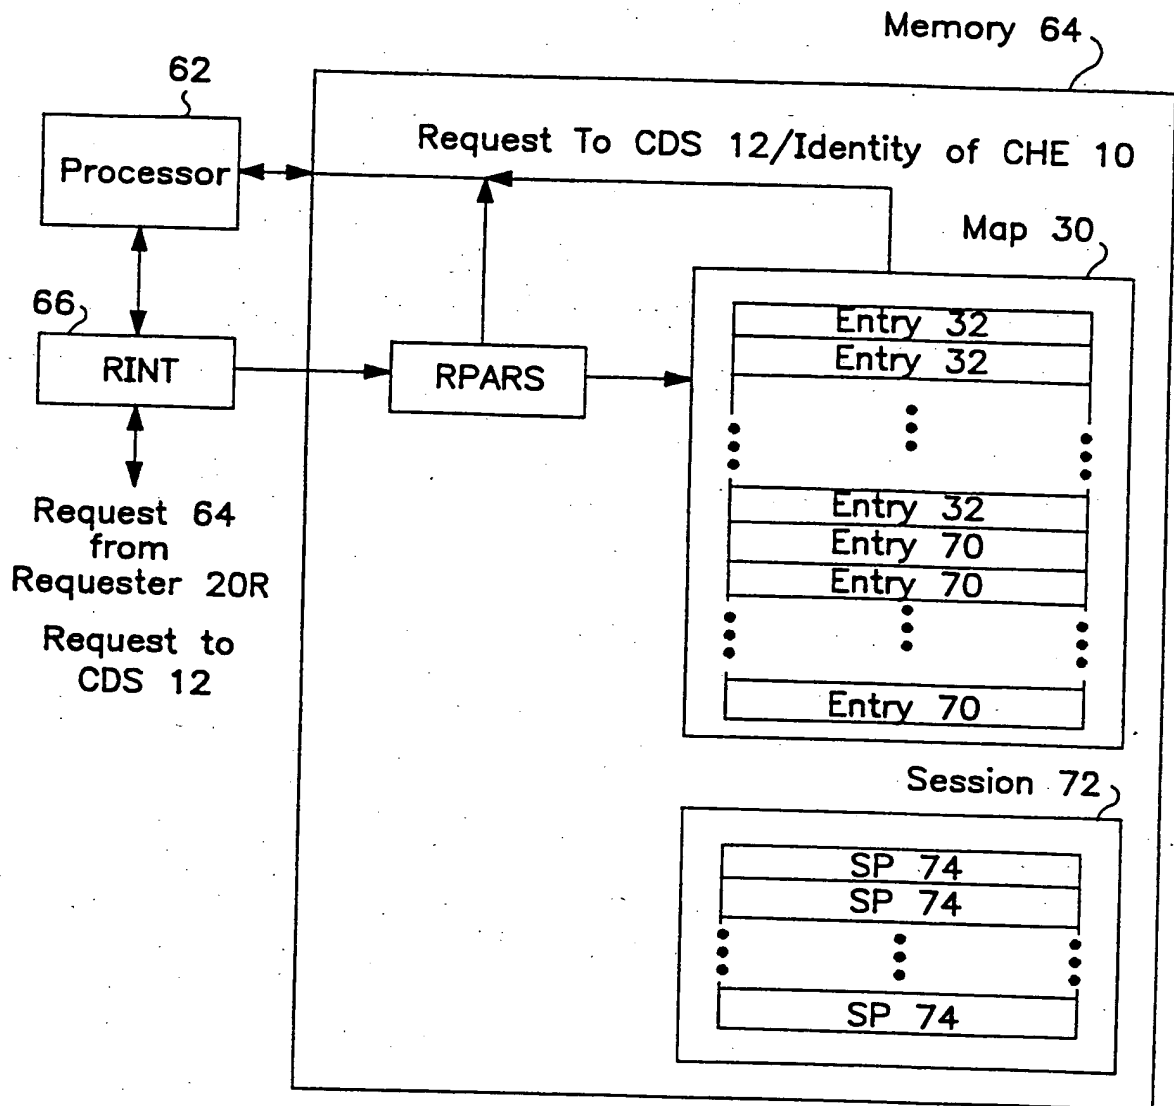 Memory 64
62
Processor
Request To CDS 12/Identity of CHE 10
Map 30
66
RINT
RPARS
Entry 32
Entry 32
Entry 32
Entry 70
Entry 70
Entry 70
Request 64
from
Requester 20R
Request to
CDS 12
Session 72
SP 74
SP 74
SP 74